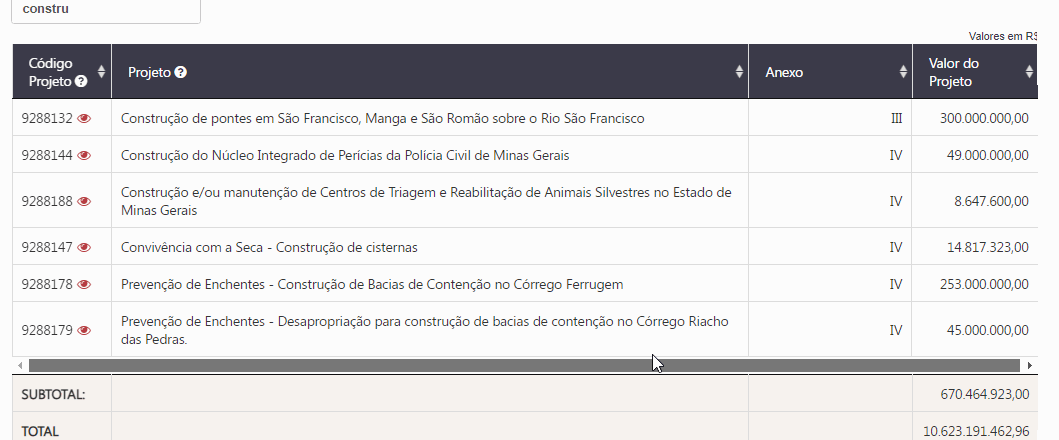 constru
Valores em R$
Código
Projeto
Projeto
Anexo
Valor do
Projeto
9288132 Construção de pontes em São Francisco, Manga e São Romão sobre o Rio São Francisco III 300.000.000,00
9288144 Construção do Núcleo Integrado de Perícias da Polícia Civil de Minas Gerais IV 49.000.000,00
9288188 Construção e/ou manutenção de Centros de Triagem e Reabilitação de Animais Silvestres no Estado de
Minas Gerais IV 8.647.600,00
9288147 Convivência com a Seca - Construção de cisternas IV 14.817.323,00
9288178 Prevenção de Enchentes - Construção de Bacias de Contenção no Córrego Ferrugem IV 253.000.000,00
9288179 Prevenção de Enchentes - Desapropriação para construção de bacias de contenção no Córrego Riacho
das Pedras. IV 45.000.000,00
SUBTOTAL: 670.464.923,00
TOTAL 10.623.191.462,96